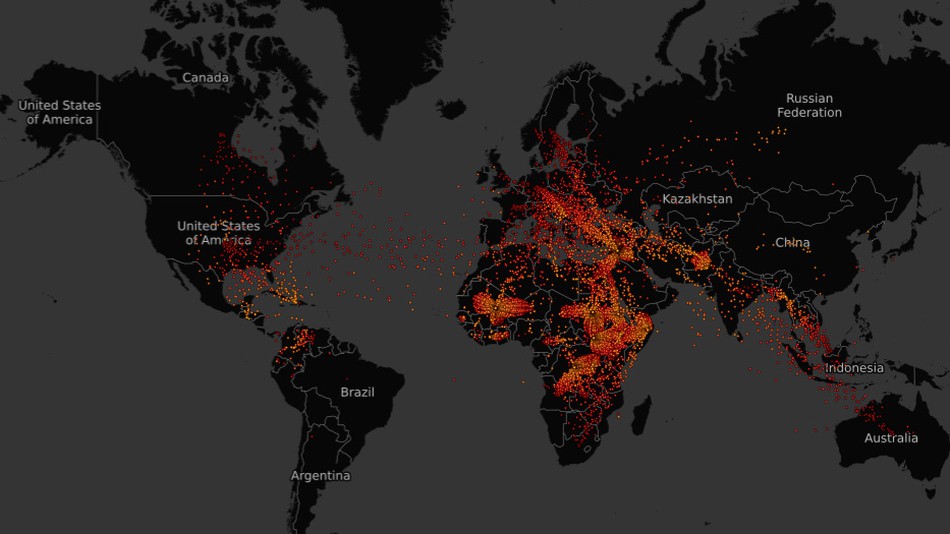 Canada
United States
of America
Russian
Federation
Kazakhstan
United States
of America
China
Indonesia
Brazil
Australia
Argentina